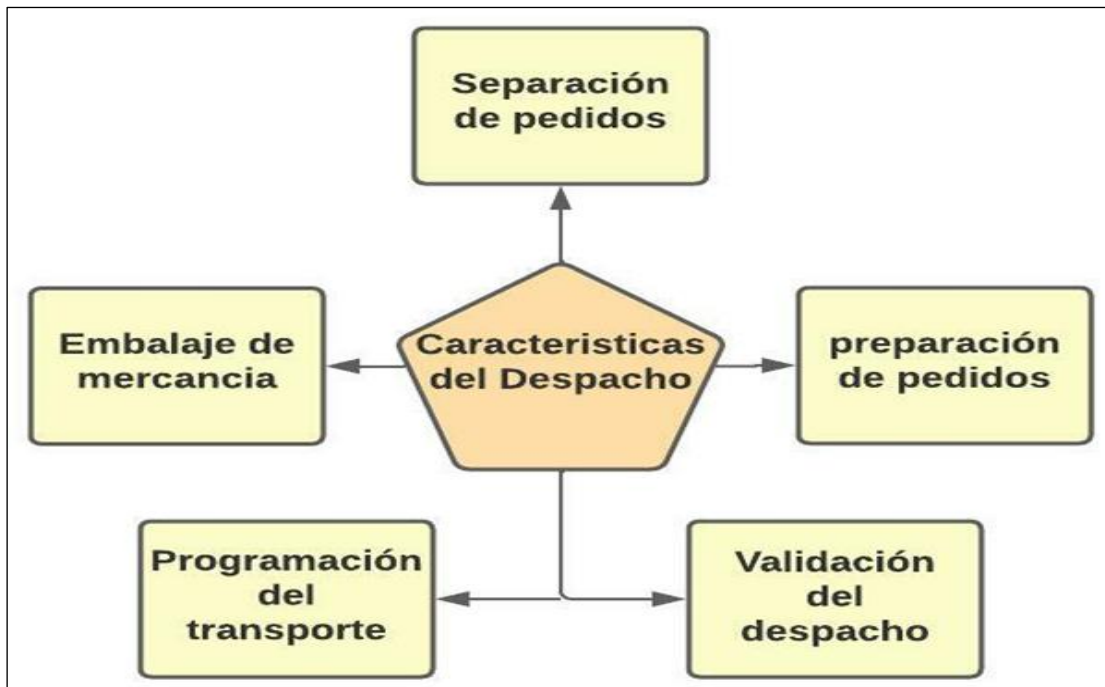 Separación
de pedidos
Embalaje de
mercancia
Caracteristicas
del Despacho
preparación
de pedidos
Programación
del
transporte
Validación
del
despacho